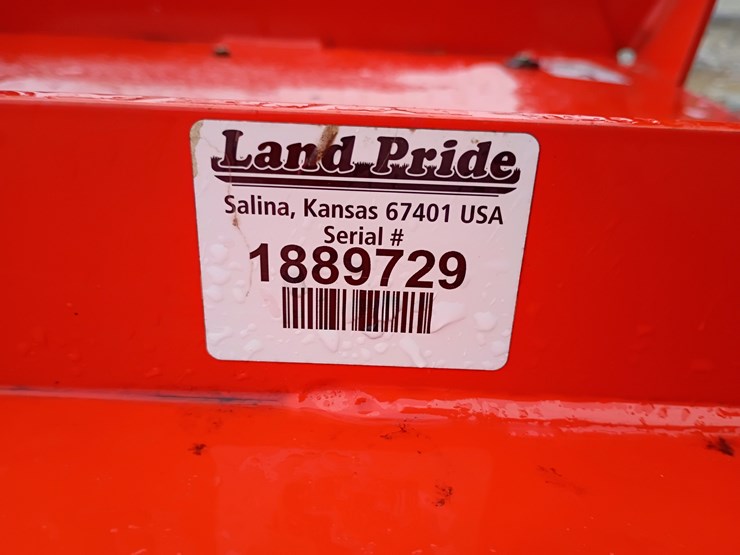 Land Pride
Salina, Kansas 67401 USA
Serial #
1889729